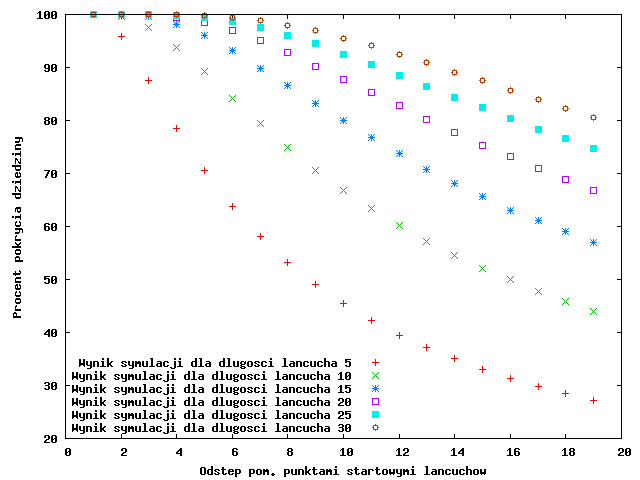 100
90
80
70
60
50
40
30
20
Procent pokrycia dziedziny
Wynik symulacji dla dlugosci lancucha 5
Wynik symulacji dla dlugosci lancucha 10
Wynik symulacji dla dlugosci lancucha 15
Wynik symulacji dla dlugosci lancucha 20
Wynik symulacji dla dlugosci lancucha 25
Wynik symulacji dla dlugosci lancucha 30
0 2 4 6 8 10 12 14 16 18 20
Odstep pom. punktami startowymi lancuchow